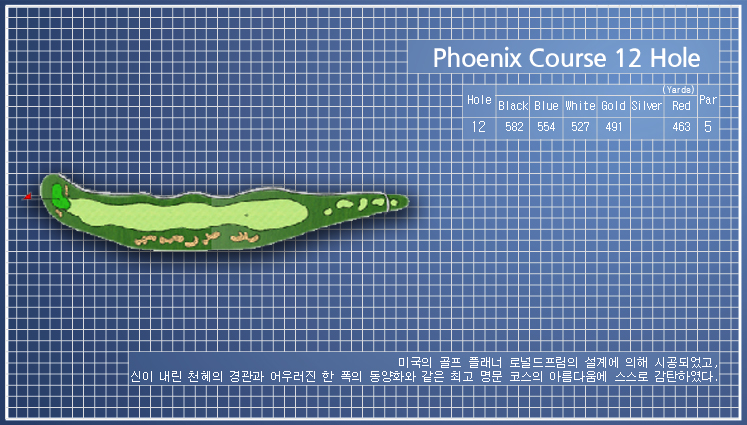 Phoenix Course 12 Hole
(Yards)
Hole Black Blue White Gold Silver Red Par
12 582 554 527 491 463 5
미국의 골프 플래너 로널드프림의 설계에 의해 시공되었고,
신이 내린 천혜의 경관과 어우러진 한 폭의 동양화와 같은 최고 명문 코스의 아름다움에 스스로 감탄하였다.